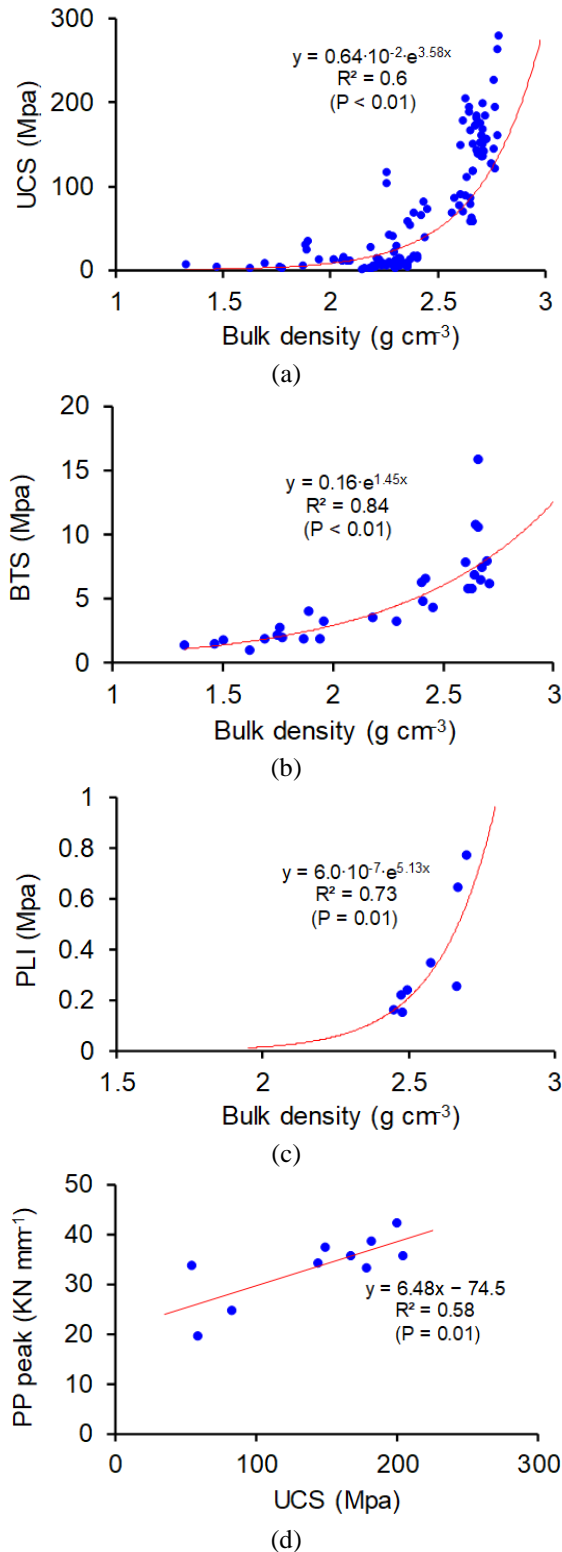 300
y = 0.64·10⁻²·e³·⁵⁸ˣ
R² = 0.6
(P < 0.01)
200
UCS (Mpa)
100
0
1 1.5 2 2.5 3
Bulk density (g cm⁻³)
(a)
20
y = 0.16·e¹·⁴⁵ˣ
R² = 0.84
(P < 0.01)
15
BTS (Mpa)
10
5
0
1 1.5 2 2.5 3
Bulk density (g cm⁻³)
(b)
1
0.8
y = 6.0·10⁻⁷·e⁵·¹³ˣ
R² = 0.73
(P = 0.01)
0.6
PLI (Mpa)
0.4
0.2
0
1.5 2 2.5 3
Bulk density (g cm⁻³)
(c)
50
40
30
PP peak (KN mm⁻¹)
20
10
0
y = 6.48x − 74.5
R² = 0.58
(P = 0.01)
0 100 200 300
UCS (Mpa)
(d)